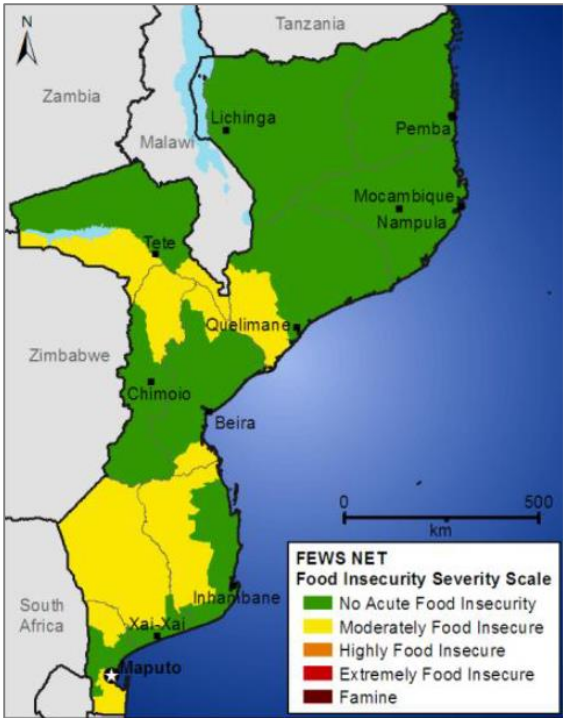 N
Tanzania
Zambia
Lichinga
Malawi
Pemba
Mocambique
Nampula
Tete
Quelimane
Zimbabwe
Chimoio
Beira
0 500
km
South
Africa
Inhambane
Xai-Xai
Maputo
FEWS NET
Food Insecurity Severity Scale
No Acute Food Insecurity
Moderately Food Insecure
Highly Food Insecure
Extremely Food Insecure
Famine